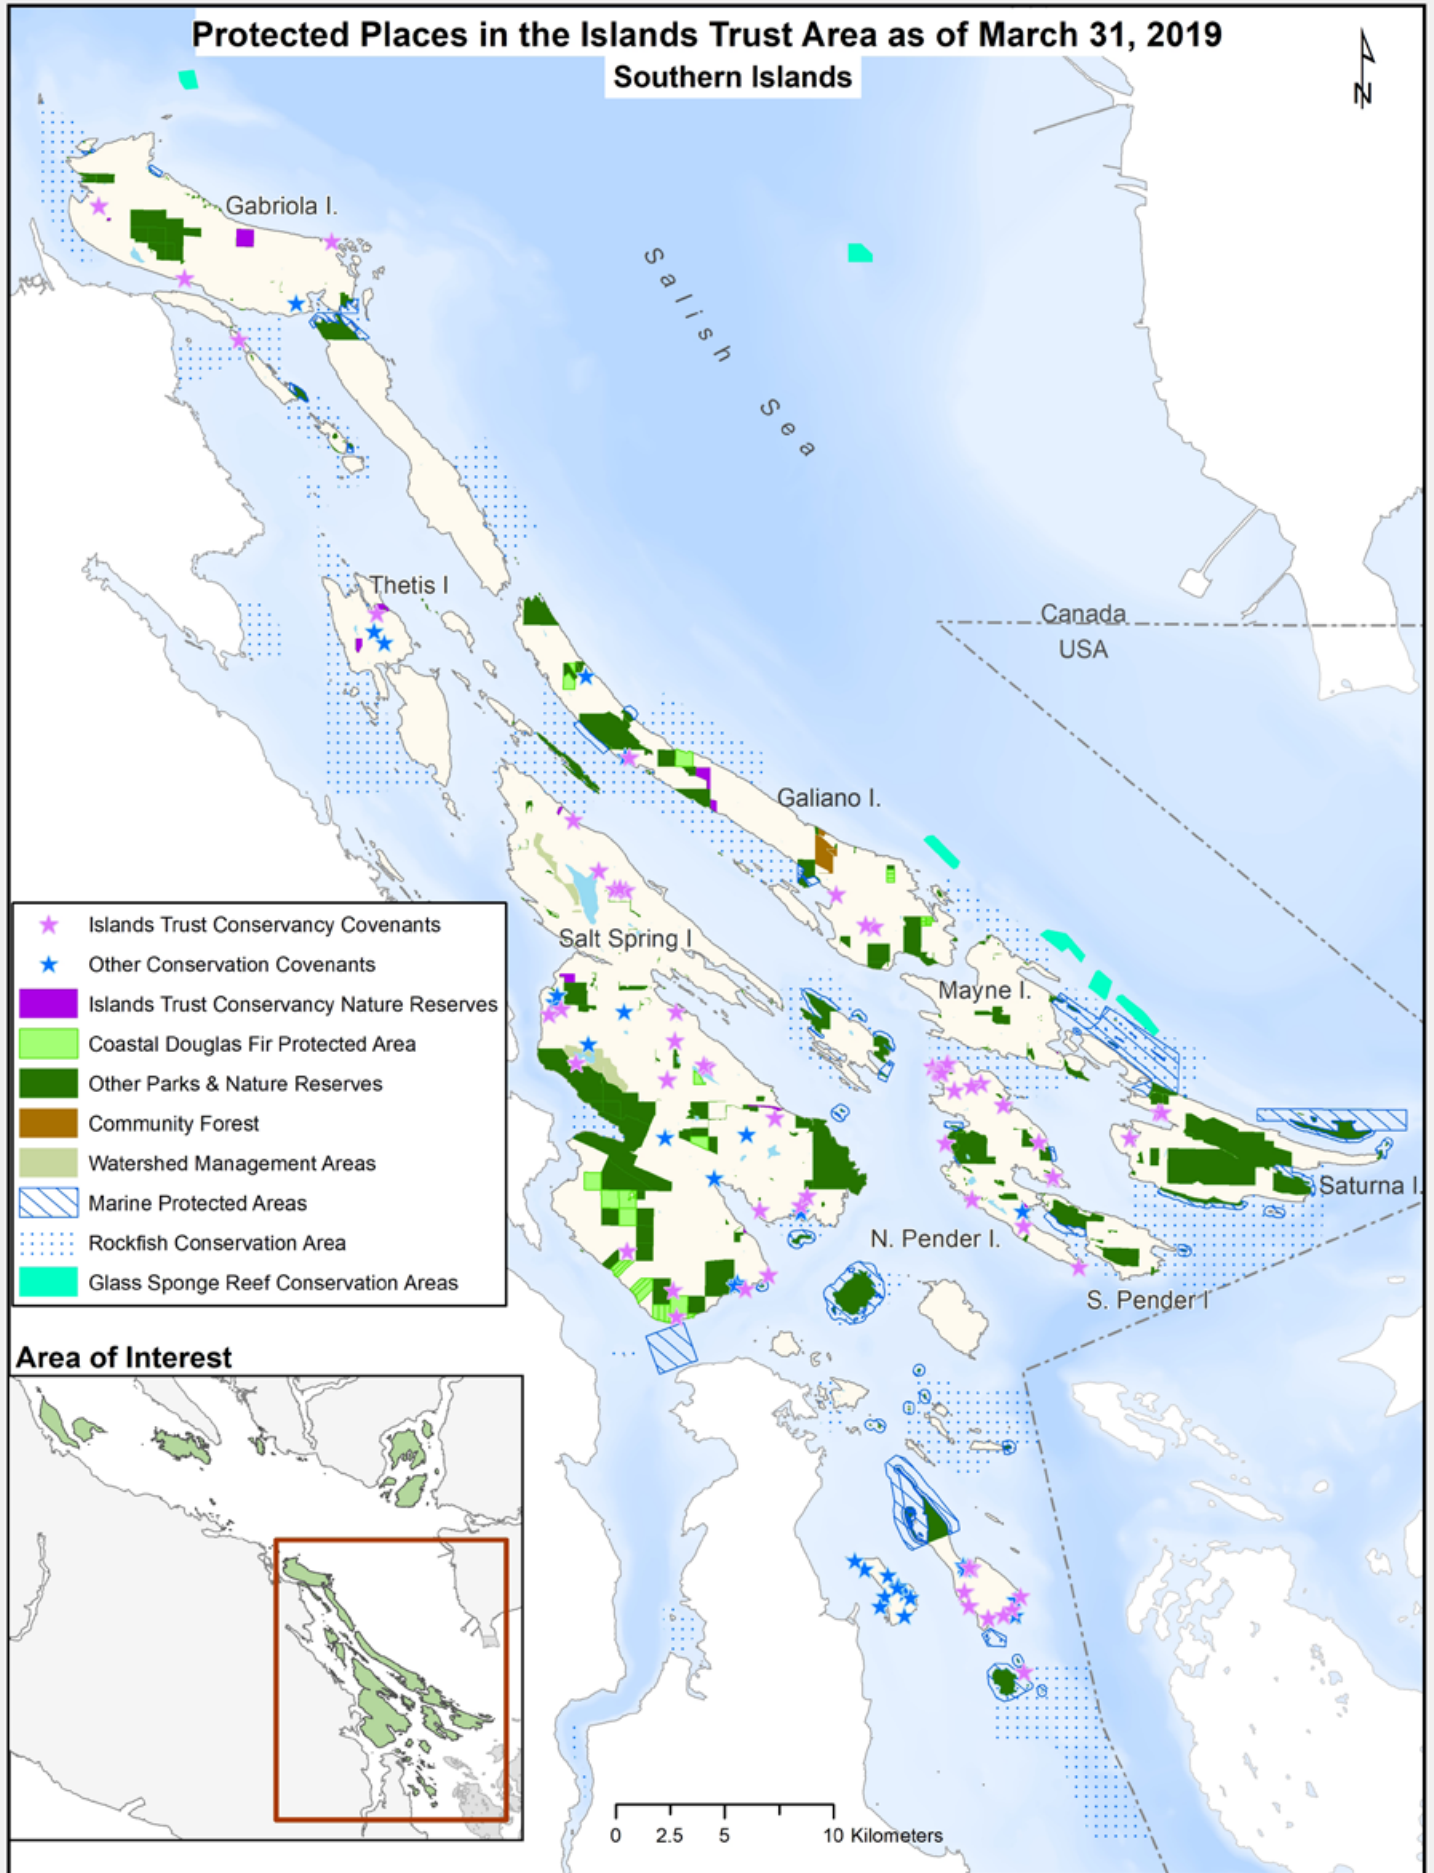 Protected Places in the Islands Trust Area as of March 31, 2019
Southern Islands
N
Gabriola I.
Salish Sea
Thetis I
Canada
USA
Galiano I.
Salt Spring I
Mayne I.
Saturna I.
N. Pender I.
S. Pender I
Islands Trust Conservancy Covenants
Other Conservation Covenants
Islands Trust Conservancy Nature Reserves
Coastal Douglas Fir Protected Area
Other Parks & Nature Reserves
Community Forest
Watershed Management Areas
Marine Protected Areas
Rockfish Conservation Area
Glass Sponge Reef Conservation Areas
Area of Interest
0 2.5 5 10 Kilometers